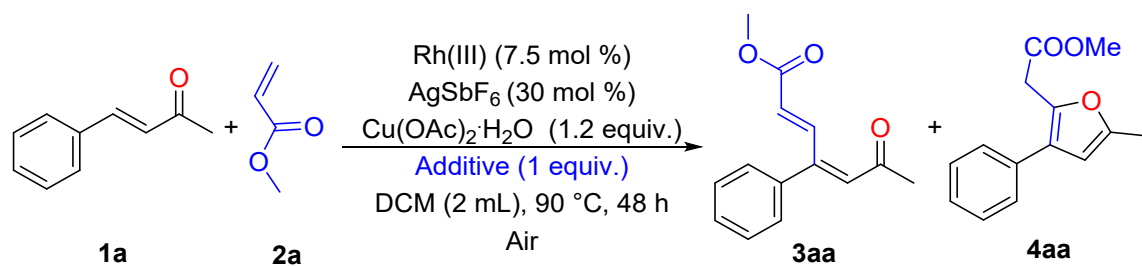 O
+
O
O
Rh(III) (7.5 mol %)
AgSbF6 (30 mol %)
Cu(OAc)2·H2O (1.2 equiv.)
Additive (1 equiv.)
DCM (2 mL), 90 °C, 48 h
Air
O
O
O
+
COOMe
O
1a
2a
3aa
4aa